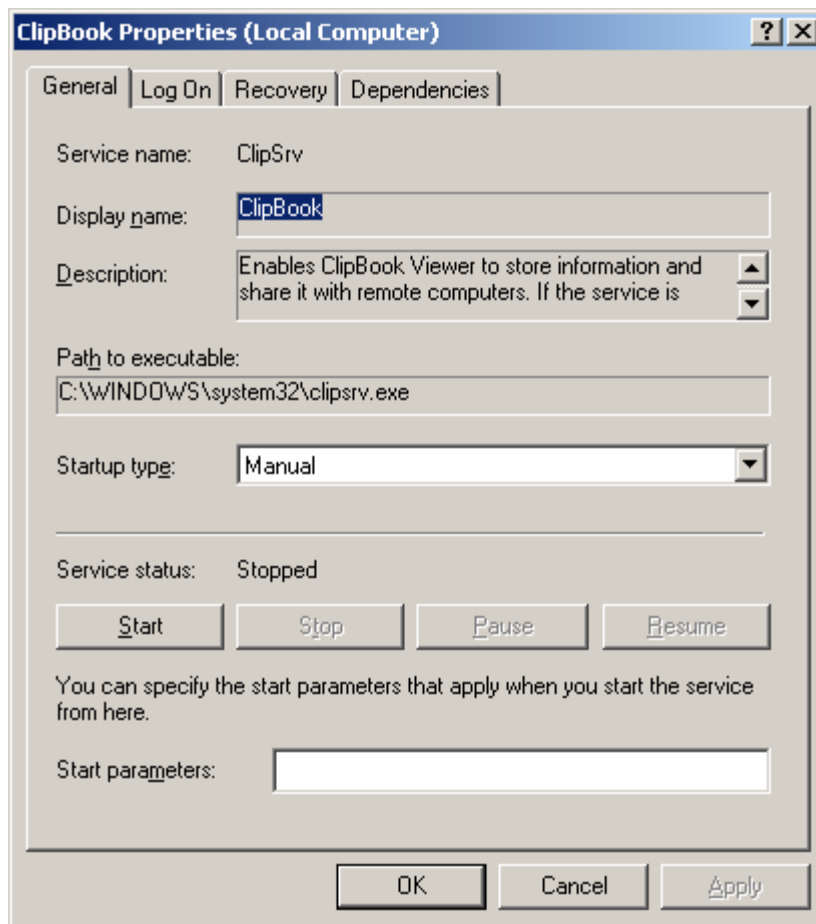 ClipBook Properties (Local Computer)
General Log On Recovery Dependencies
Service name: ClipSrv
Display name: ClipBook
Description: Enables ClipBook Viewer to store information and
share it with remote computers. If the service is
Path to executable:
C:\WINDOWS\system32\clipsrv.exe
Startup type: Manual
Service status: Stopped
Start Stop Pause Resume
You can specify the start parameters that apply when you start the service
from here.
Start parameters:
OK Cancel Apply